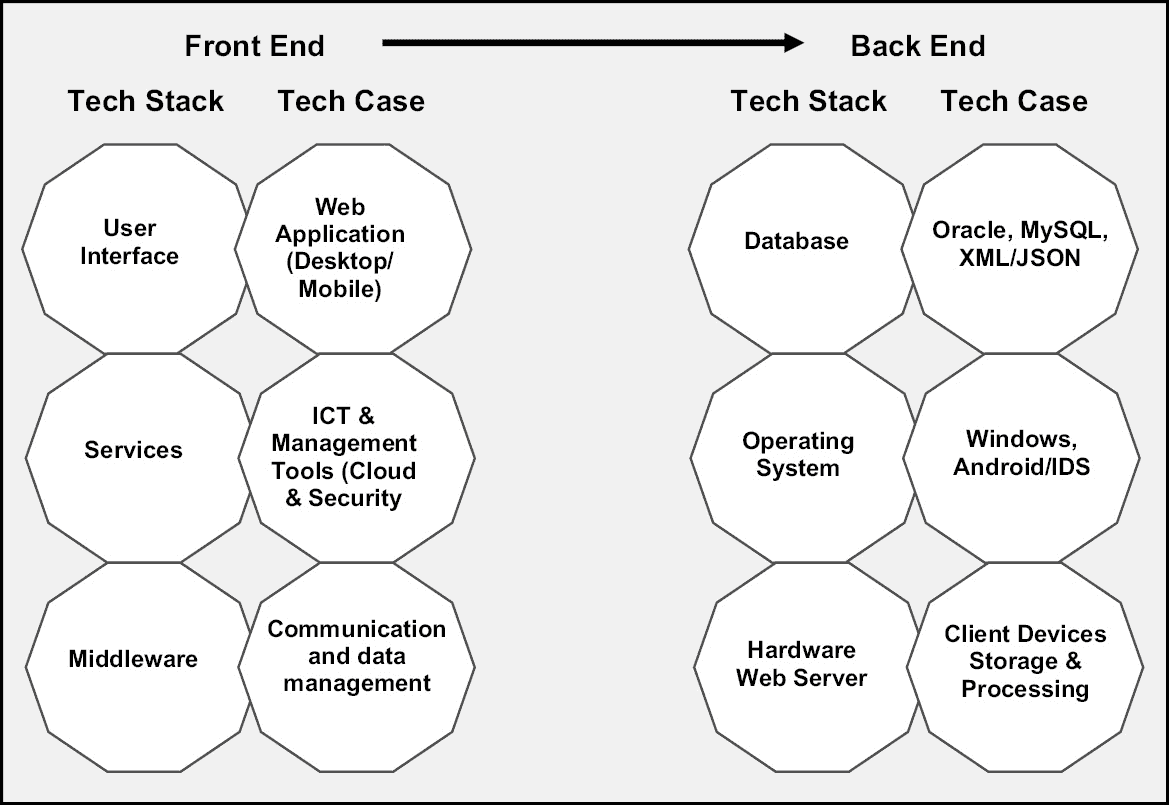 Front End
Back End
Tech Stack
Tech Case
Tech Stack
Tech Case
User
Interface
Web
Application
(Desktop/
Mobile)
Database
Oracle, MySQL,
XML/JSON
Services
ICT &
Management
Tools (Cloud
& Security
Operating
System
Windows,
Android/IDS
Middleware
Communication
and data
management
Hardware
Web Server
Client Devices
Storage &
Processing